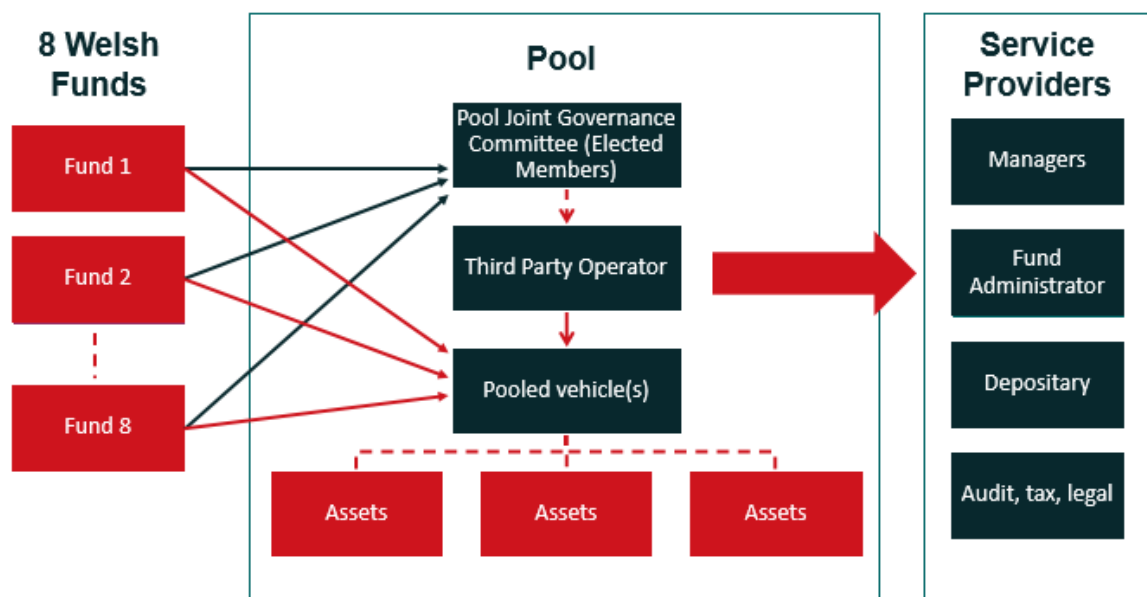 8 Welsh
Funds
Fund 1
Fund 2
Fund 8
Pool
Pool Joint Governance
Committee (Elected
Members)
Third Party Operator
Pooled vehicle(s)
Assets
Assets
Assets
Service
Providers
Managers
Fund
Administrator
Depositary
Audit, tax, legal